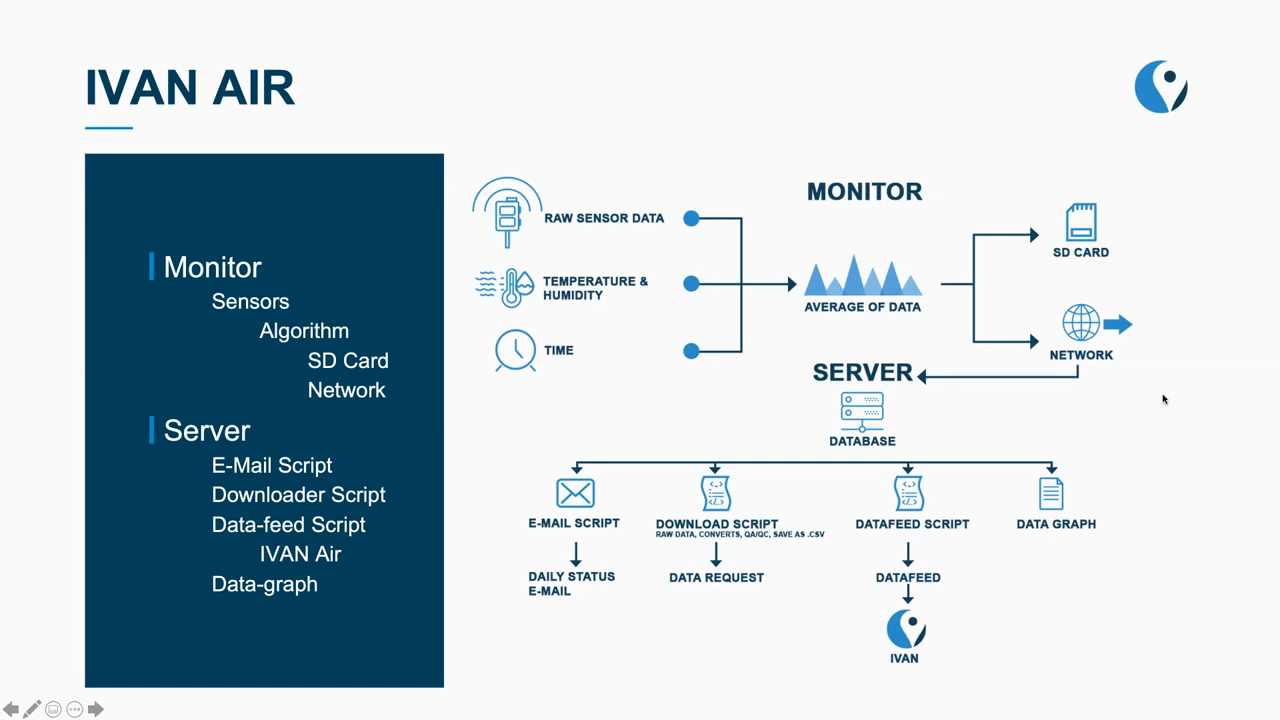 IVAN AIR
Monitor
Sensors
Algorithm
SD Card
Network
Server
E-Mail Script
Downloader Script
Data-feed Script
IVAN Air
Data-graph
MONITOR
RAW SENSOR DATA
TEMPERATURE &
HUMIDITY
TIME
AVERAGE OF DATA
SD CARD
NETWORK
SERVER
DATABASE
E-MAIL SCRIPT
DOWNLOAD SCRIPT
RAW DATA, CONVERTS, QA/QC, SAVE AS .CSV
DATAFEED SCRIPT
DATA GRAPH
DAILY STATUS
E-MAIL
DATA REQUEST
DATAFEED
IVAN